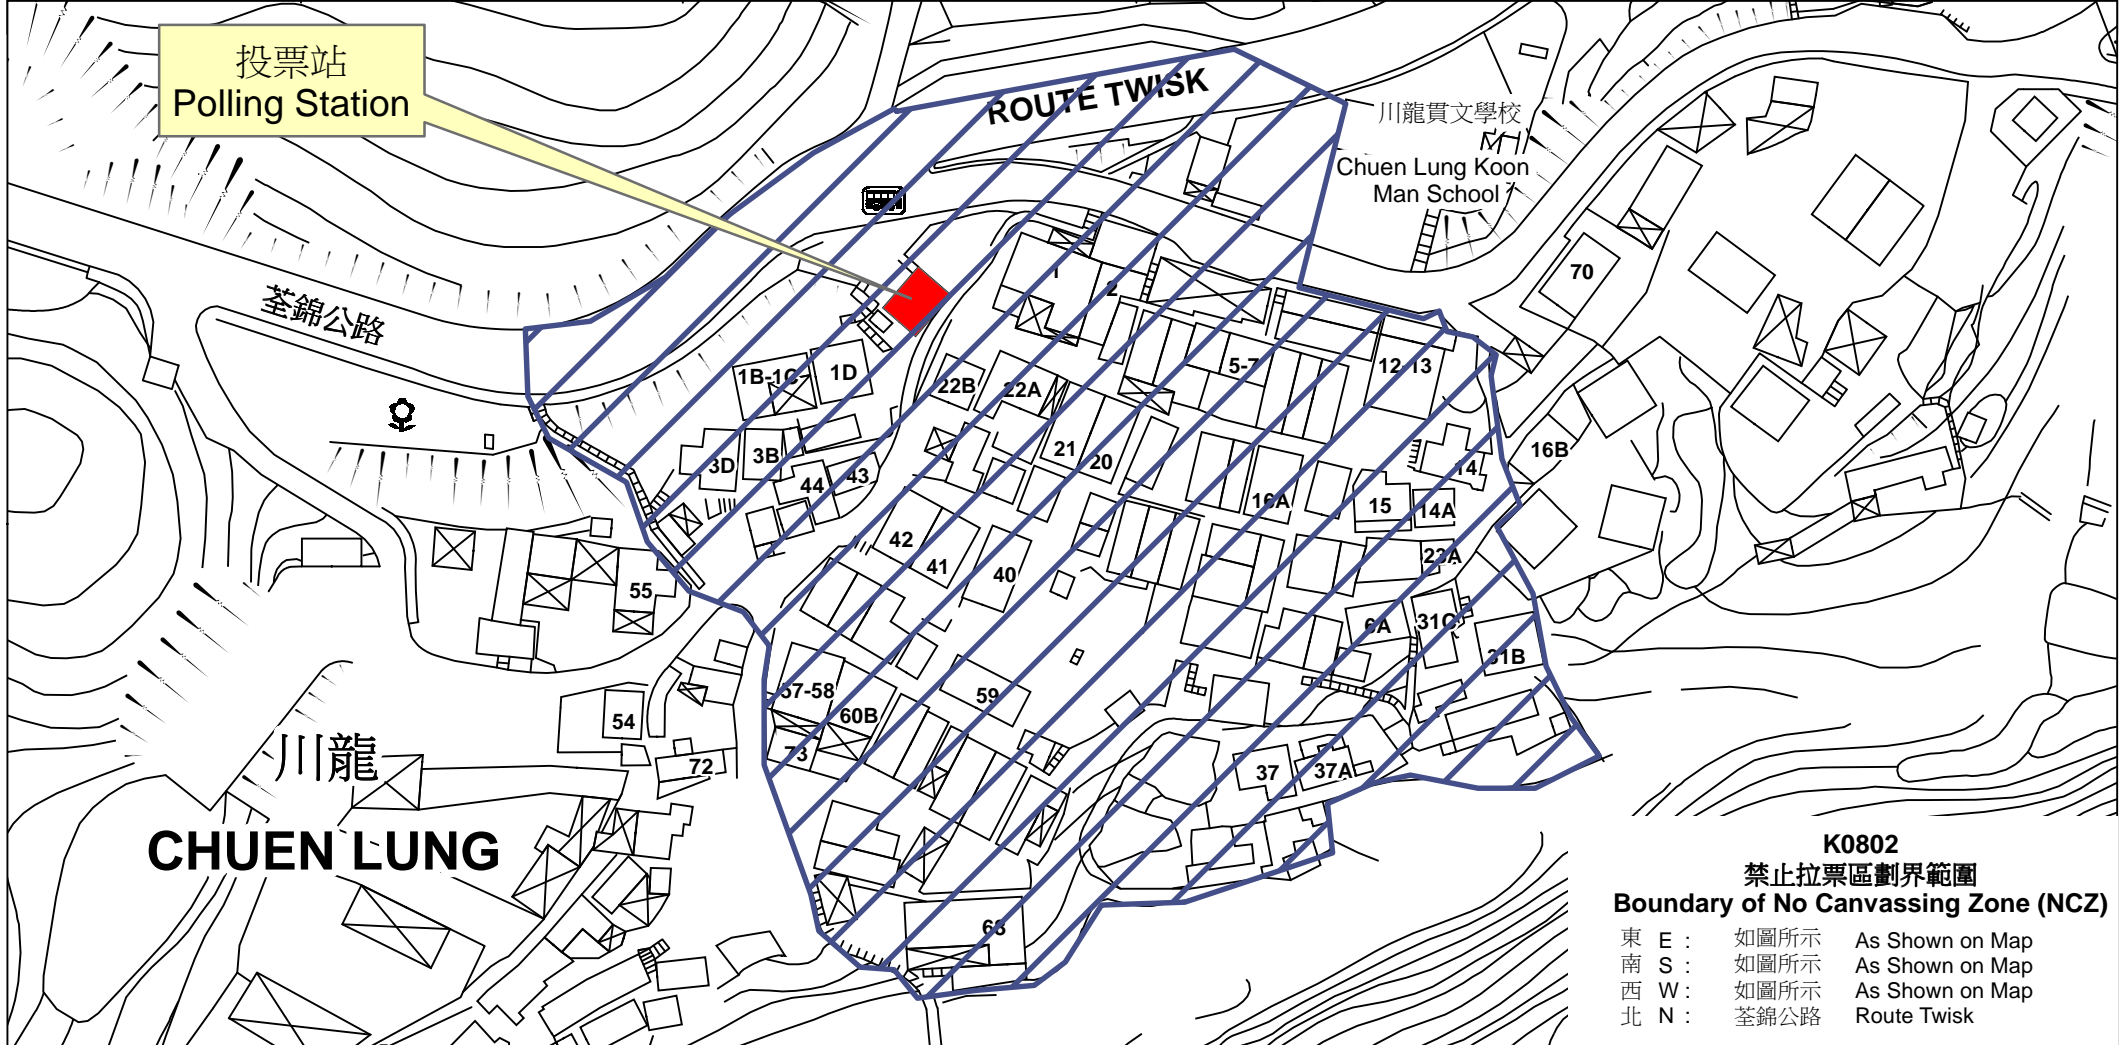 投票站
Polling Station
ROUTE TWISK
川龍貫文學校
Chuen Lung Koon
Man School
荃錦公路
70
1
2
5-7
12-13
1B-1C
1D
22B
22A
3D
3B
44
43
21
20
16A
16B
14
15
14A
42
41
40
23A
55
6A
31C
31B
57-58
59
54
60B
73
72
37
37A
川龍
CHUEN LUNG
68
K0802
禁止拉票區劃界範圍
Boundary of No Canvassing Zone (NCZ)
東 E : 如圖所示 As Shown on Map
南 S : 如圖所示 As Shown on Map
西 W : 如圖所示 As Shown on Map
北 N : 荃錦公路 Route Twisk